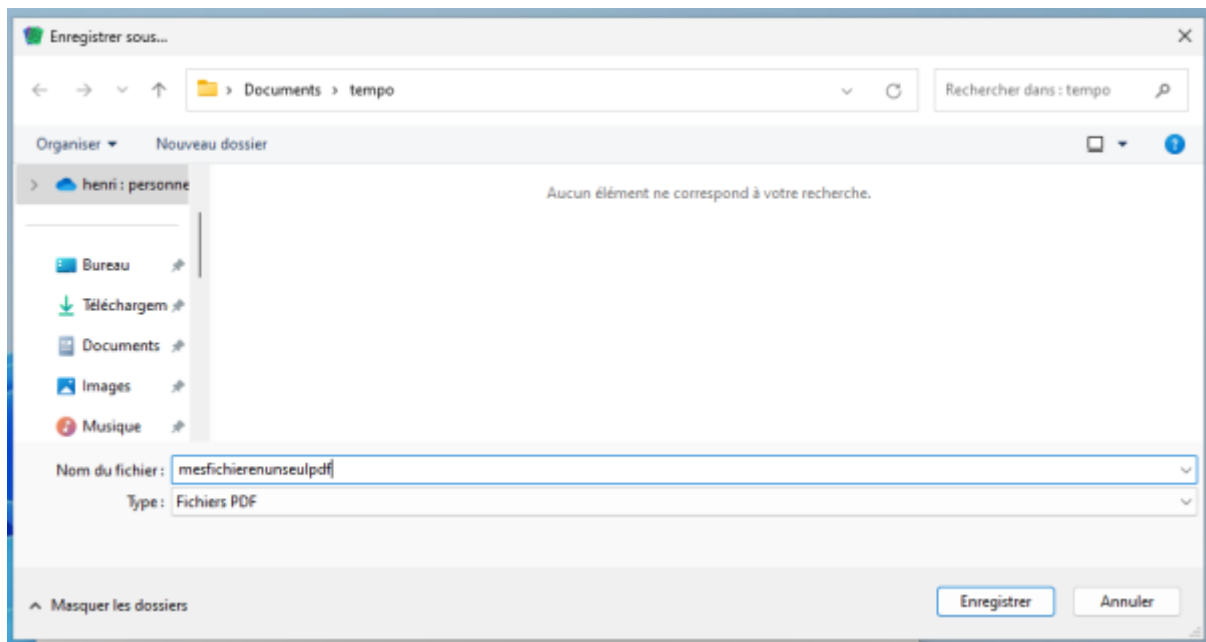 Enregistrer sous...
Documents > tempo
Rechercher dans : tempo
Organiser
Nouveau dossier
henri : personne
Aucun élément ne correspond à votre recherche.
Bureau
Téléchargem
Documents
Images
Musique
Nom du fichier : mesfichierenunseulpdf
Type : Fichiers PDF
Masquer les dossiers
Enregistrer
Annuler